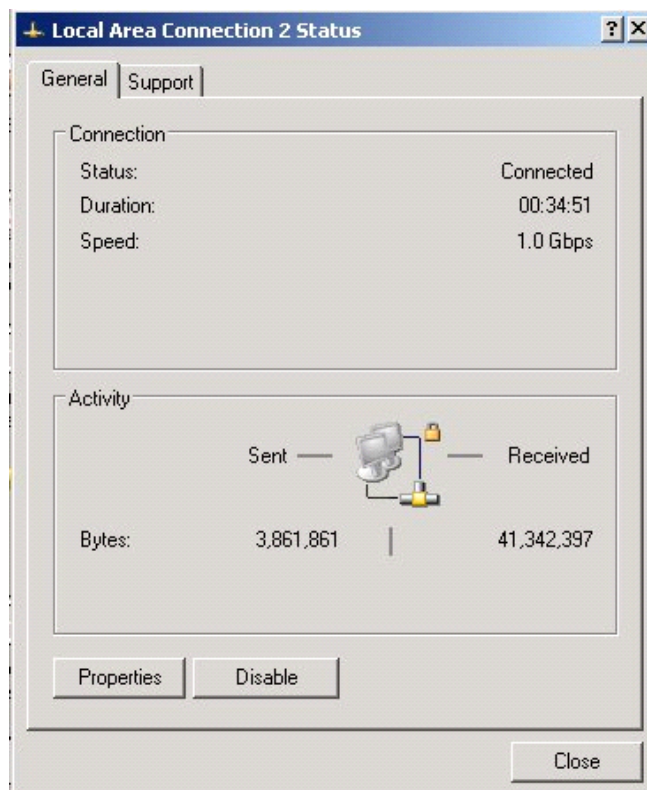 Local Area Connection 2 Status
General Support
Connection
Status: Connected
Duration: 00:34:51
Speed: 1.0 Gbps
Activity
Sent Received
Bytes: 3,861,861 41,342,397
Properties Disable
Close